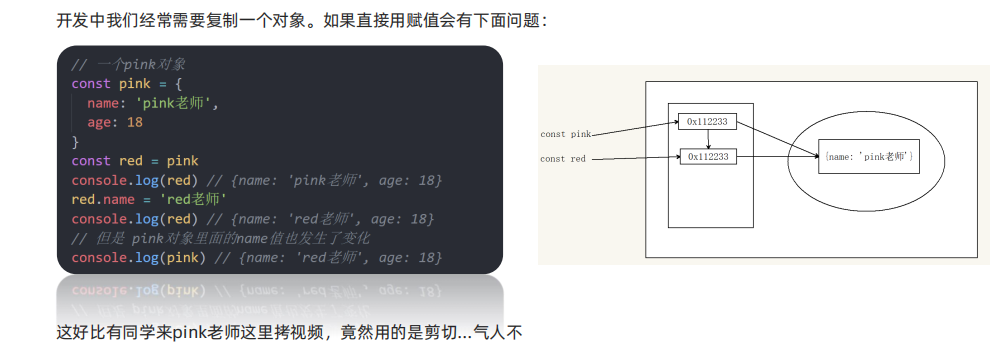 开发中我们经常需要复制一个对象。如果直接用赋值会有下面问题：
// 一个pink对象
const pink = {
name: 'pink老师',
age: 18
}
const red = pink
console.log(red) // {name: 'pink老师', age: 18}
red.name = 'red老师'
console.log(red) // {name: 'red老师', age: 18}
// 但是 pink对象里面的name值也发生了变化
console.log(pink) // {name: 'red老师', age: 18}
const pink
const red
0x112233
0x112233
{name: 'pink老师'}
这好比有同学来pink老师这里拷视频，竟然用的是剪切…气人不